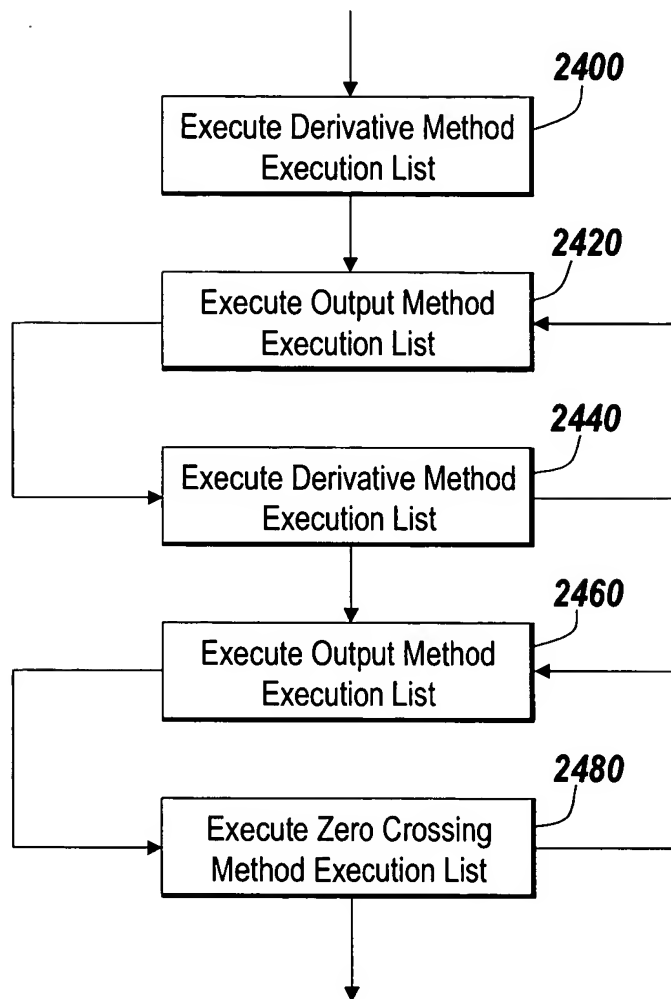 2400
Execute Derivative Method
Execution List
2420
Execute Output Method
Execution List
2440
Execute Derivative Method
Execution List
2460
Execute Output Method
Execution List
2480
Execute Zero Crossing
Method Execution List